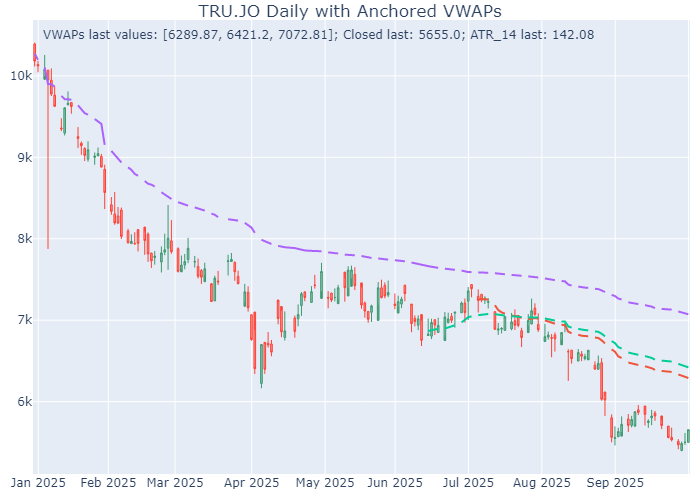 TRU.JO Daily with Anchored VWAPs
VWAPs last values: [6289.87, 6421.2, 7072.81]; Closed last: 5655.0; ATR_14 last: 142.08
10k
9k
8k
7k
6k
Jan 2025 Feb 2025 Mar 2025 Apr 2025 May 2025 Jun 2025 Jul 2025 Aug 2025 Sep 2025